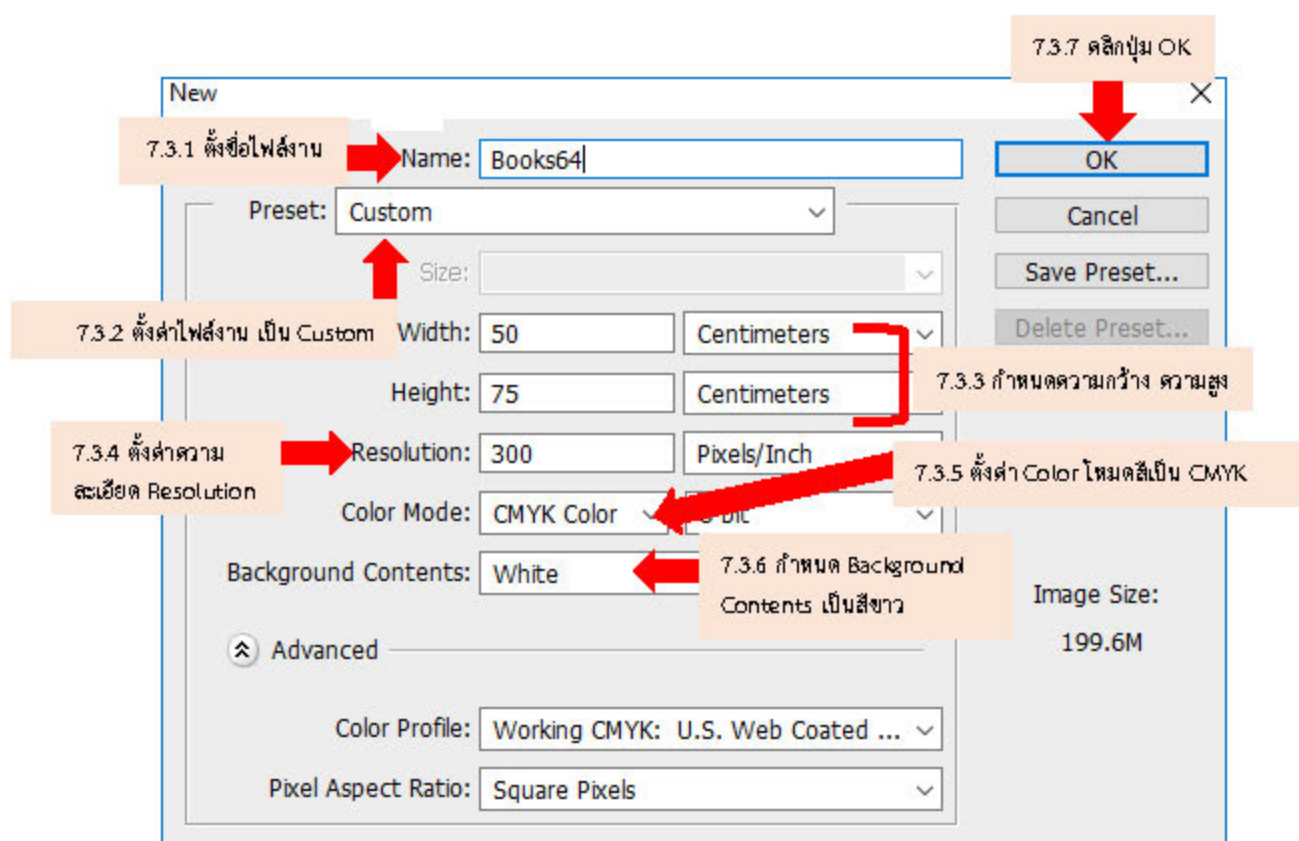 7.3.7 คลิกปุ่ม OK
New
7.3.1 ตั้งชื่อไฟล์งาน
Name: Books64
OK
Preset: Custom
Cancel
Size:
Save Preset...
7.3.2 ตั้งค่าไฟล์งาน เป็น Custom
Width: 50 Centimeters
Delete Preset...
7.3.3 กำหนดความกว้าง ความสูง
Height: 75 Centimeters
7.3.4 ตั้งค่าความ
ละเอียด Resolution
Resolution: 300 Pixels/Inch
7.3.5 ตั้งค่า Color โหมดสีเป็น CMYK
Color Mode: CMYK Color
Background Contents: White
7.3.6 กำหนด Background
Contents เป็นสีขาว
Image Size:
199.6M
Advanced
Color Profile: Working CMYK: U.S. Web Coated ...
Pixel Aspect Ratio: Square Pixels